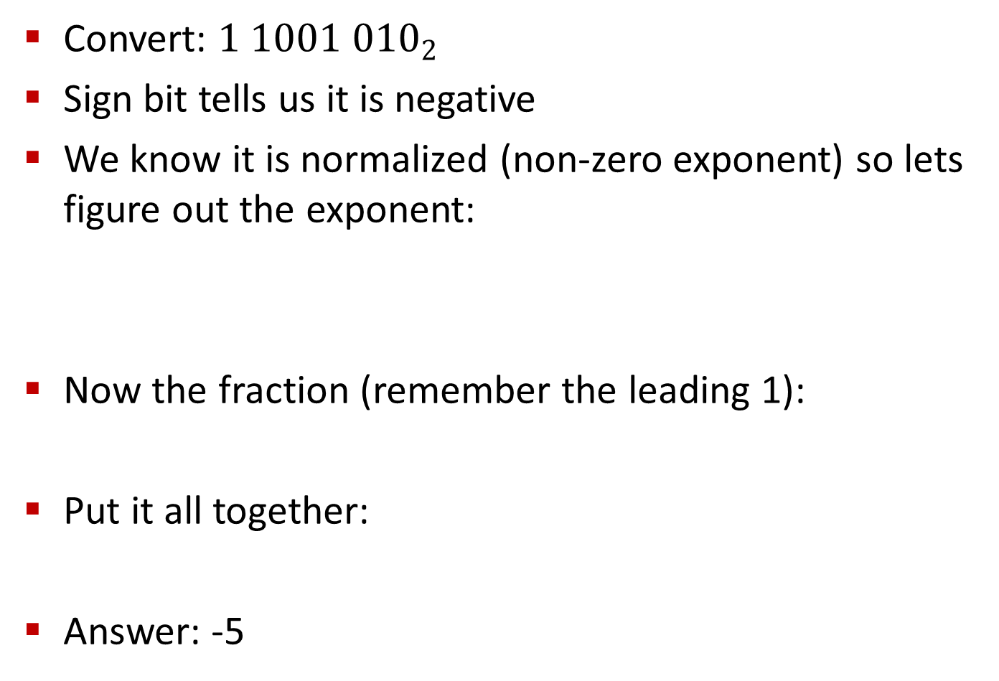 ▪ Convert: 1 1001 010₂
▪ Sign bit tells us it is negative
▪ We know it is normalized (non-zero exponent) so lets
figure out the exponent:
▪ Now the fraction (remember the leading 1):
▪ Put it all together:
▪ Answer: -5